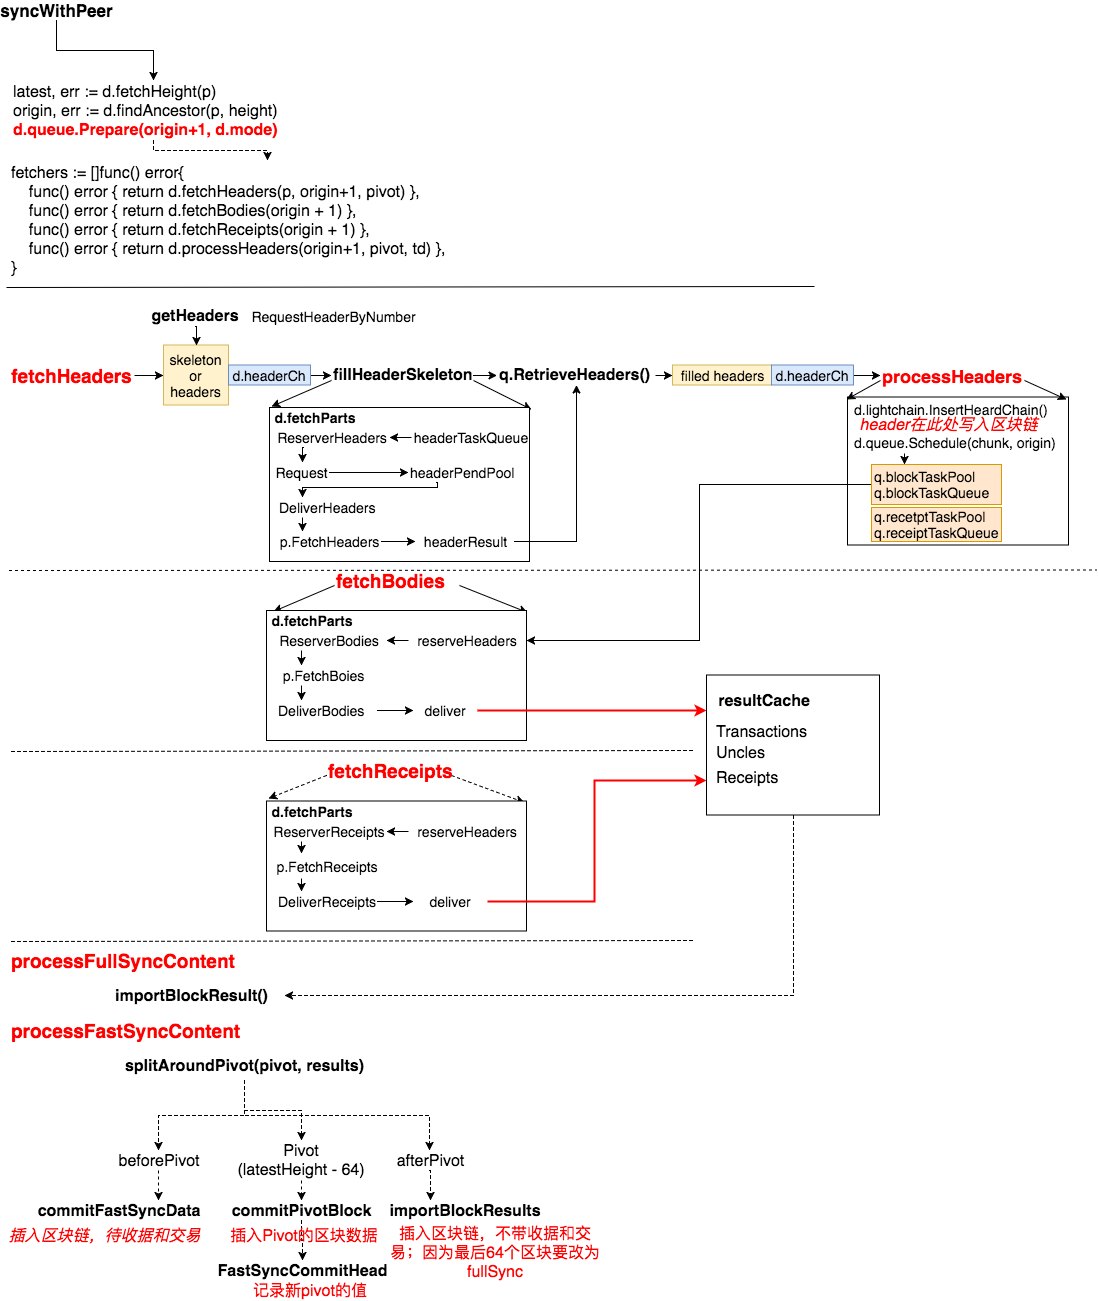 syncWithPeer
latest, err := d.fetchHeight(p)
origin, err := d.findAncestor(p, height)
d.queue.Prepare(origin+1, d.mode)
fetchers := []func() error{
func() error { return d.fetchHeaders(p, origin+1, pivot) },
func() error { return d.fetchBodies(origin + 1) },
func() error { return d.fetchReceipts(origin + 1) },
func() error { return d.processHeaders(origin+1, pivot, td) },
}
getHeaders RequestHeaderByNumber
fetchHeaders
skeleton
or
headers
d.headerCh
fillHeaderSkeleton
q.RetrieveHeaders()
filled headers
d.headerCh
processHeaders
d.fetchParts
ReserverHeaders headerTaskQueue
Request headerPendPool
DeliverHeaders
p.FetchHeaders headerResult
d.lightchain.InsertHeardChain()
header在此处写入区块链
d.queue.Schedule(chunk, origin)
q.blockTaskPool
q.blockTaskQueue
q.recetptTaskPool
q.receiptTaskQueue
fetchBodies
d.fetchParts
ReserverBodies reserveHeaders
p.FetchBoies
DeliverBodies deliver
resultCache
Transactions
Uncles
Receipts
fetchReceipts
d.fetchParts
ReserverReceipts reserveHeaders
p.FetchReceipts
DeliverReceipts deliver
processFullSyncContent
importBlockResult()
processFastSyncContent
splitAroundPivot(pivot, results)
beforePivot
Pivot
(latestHeight - 64)
afterPivot
commitFastSyncData
插入区块链，待收据和交易
commitPivotBlock
插入Pivot的区块数据
FastSyncCommitHead
记录新pivot的值
importBlockResults
插入区块链，不带收据和交
易；因为最后64个区块要改为
fullSync